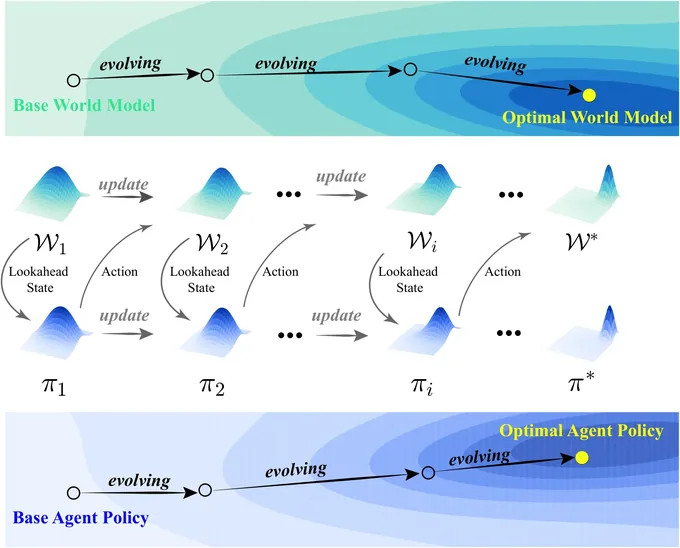 evolving evolving evolving
Base World Model
Optimal World Model
update ••• update •••
𝒲₁ 𝒲₂ 𝒲ᵢ 𝒲*
Lookahead State Action Lookahead State Action Lookahead State Action
update ••• update •••
π₁ π₂ πᵢ π*
Optimal Agent Policy
evolving evolving evolving
Base Agent Policy